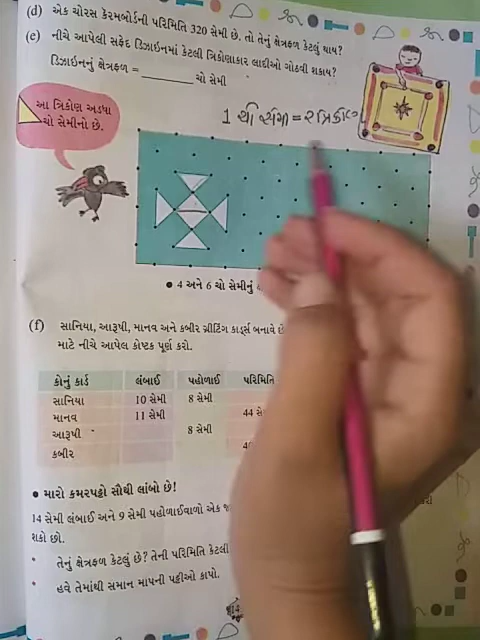 (d) એક ચોરસ કેરમબોર્ડની પરિમિતિ 320 સેમી છે. તો તેનું ક્ષેત્રફળ કેટલું થાય?
(e) નીચે આપેલી સફેદ ડિઝાઇનમાં કેટલી ત્રિકોણાકાર લાદીઓ ગોઠવી શકાય?
ડિઝાઇનનું ક્ષેત્રફળ = ________ ચો સેમી
આ ત્રિકોણ અડધા
ચો સેમીનો છે.
1 ચો સેમી = ૨ ત્રિકોણ
• 4 અને 6 ચો સેમીનું
(f) સાનિયા, આરૂષી, માનવ અને કબીર ગ્રીટિંગ કાર્ડ્સ બનાવે છે
માટે નીચે આપેલ કોષ્ટક પૂર્ણ કરો.
કોનું કાર્ડ લંબાઈ પહોળાઈ પરિમિતિ
સાનિયા 10 સેમી 8 સેમી
માનવ 11 સેમી 44
આરૂષી 8 સેમી
કબીર
• મારો કમરપટ્ટો સૌથી લાંબો છે!
14 સેમી લંબાઈ અને 9 સેમી પહોળાઈવાળો એક
શકો છો.
• તેનું ક્ષેત્રફળ કેટલું છે? તેની પરિમિતિ કેટલી
• હવે તેમાંથી સમાન માપની પટ્ટીઓ કાપો.